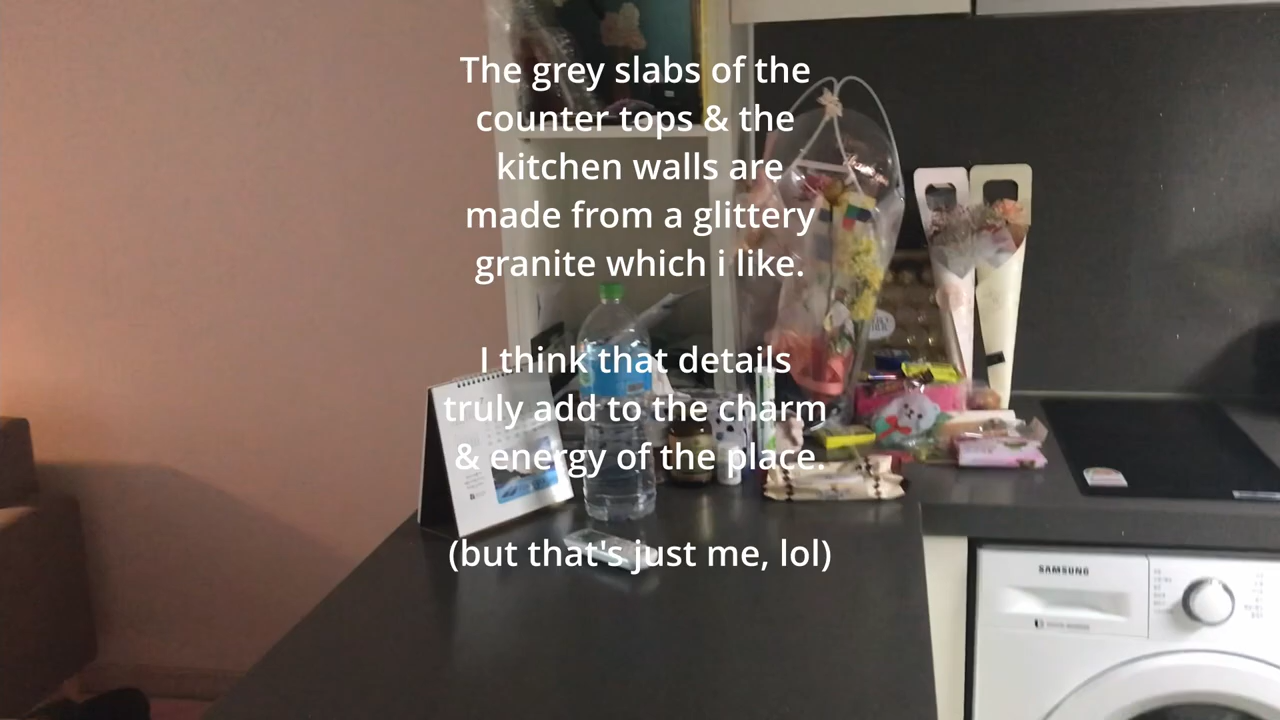 The grey slabs of the
counter tops & the
kitchen walls are
made from a glittery
granite which i like.
I think that details
truly add to the charm
& energy of the place.
(but that's just me, lol)
SAMSUNG